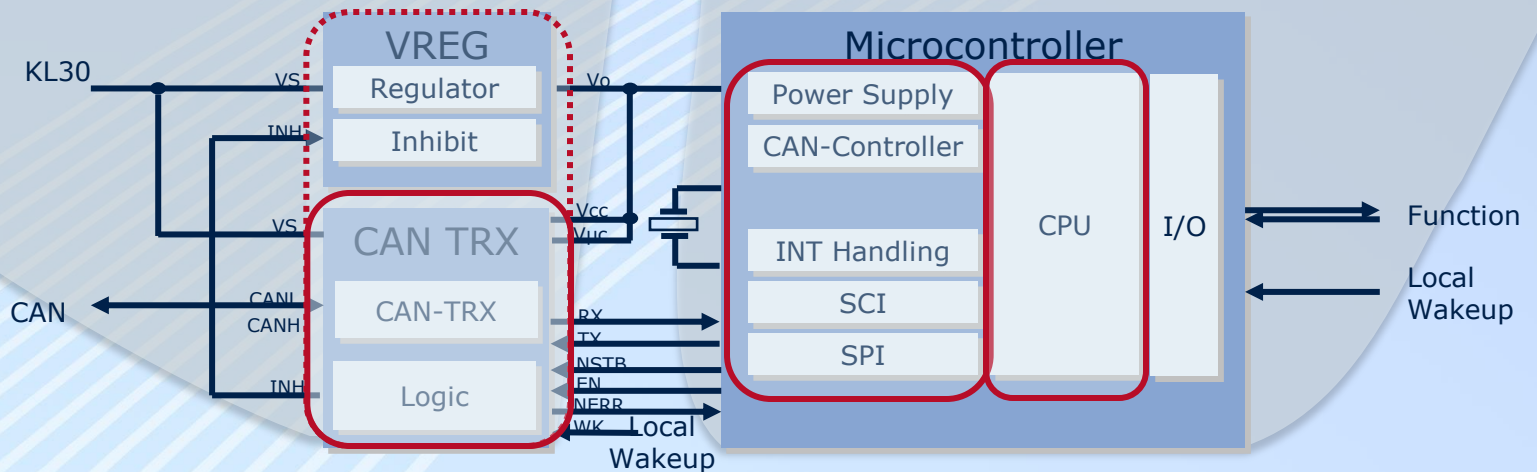 KL30
CAN
VREG
Regulator
Inhibit
VS
INH
Vo
CAN TRX
CAN-TRX
Logic
VS
CANL
CANH
INH
Vcc
Vµc
RX
TX
NSTB
EN
NERR
WK
Local
Wakeup
Microcontroller
Power Supply
CAN-Controller
INT Handling
SCI
SPI
CPU
I/O
Function
Local
Wakeup